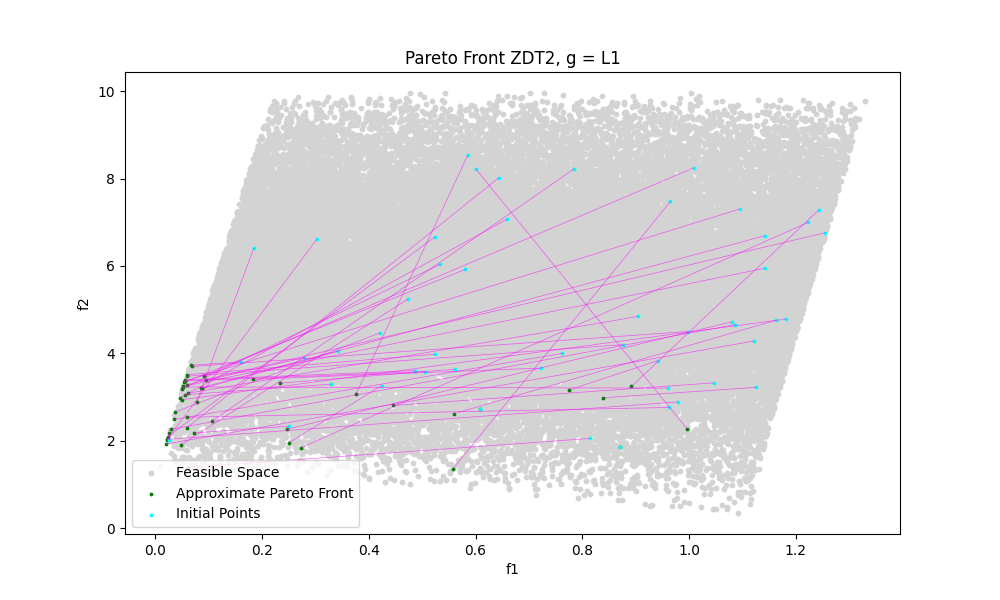 Pareto Front ZDT2, g = L1
10
8
6
4
2
0
f2
Feasible Space
Approximate Pareto Front
Initial Points
0.0 0.2 0.4 0.6 0.8 1.0 1.2
f1